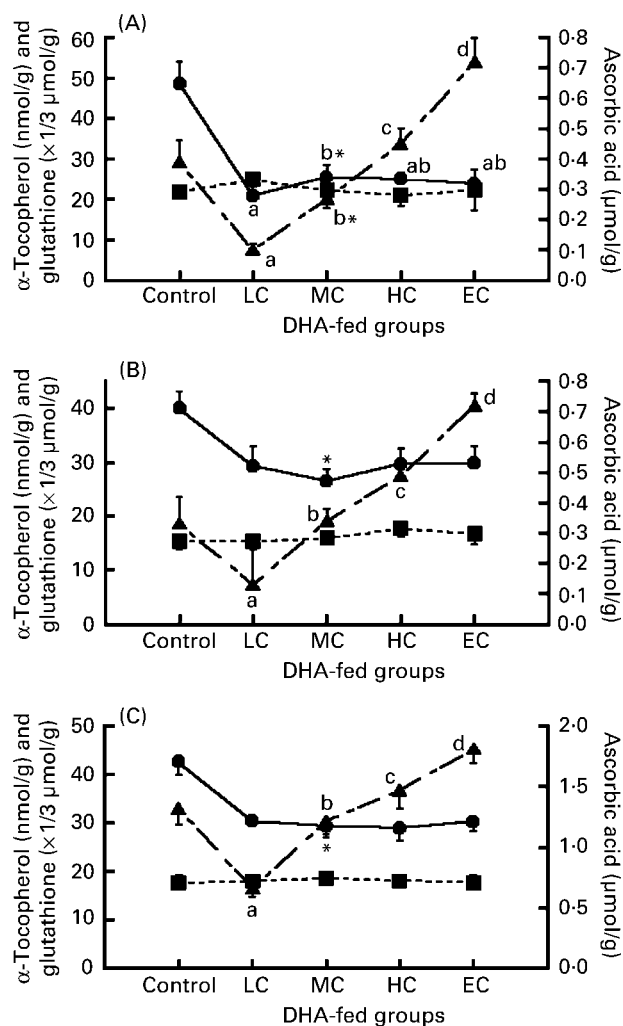 (A)
α-Tocopherol (nmol/g) and
glutathione (×1/3 μmol/g)
60
50
40
30
20
10
0
0·8
0·7
0·6
0·5
0·4
0·3
0·2
0·1
0·0
Ascorbic acid (μmol/g)
a
a
b*
b*
c
ab
d
ab
Control LC MC HC EC
DHA-fed groups
(B)
α-Tocopherol (nmol/g) and
glutathione (×1/3 μmol/g)
40
30
20
10
0
0·8
0·7
0·6
0·5
0·4
0·3
0·2
0·1
0·0
Ascorbic acid (μmol/g)
a
*
b
c
d
Control LC MC HC EC
DHA-fed groups
(C)
α-Tocopherol (nmol/g) and
glutathione (×1/3 μmol/g)
50
40
30
20
10
0
2·0
1·5
1·0
0·5
0·0
Ascorbic acid (μmol/g)
a
b
*
c
d
Control LC MC HC EC
DHA-fed groups